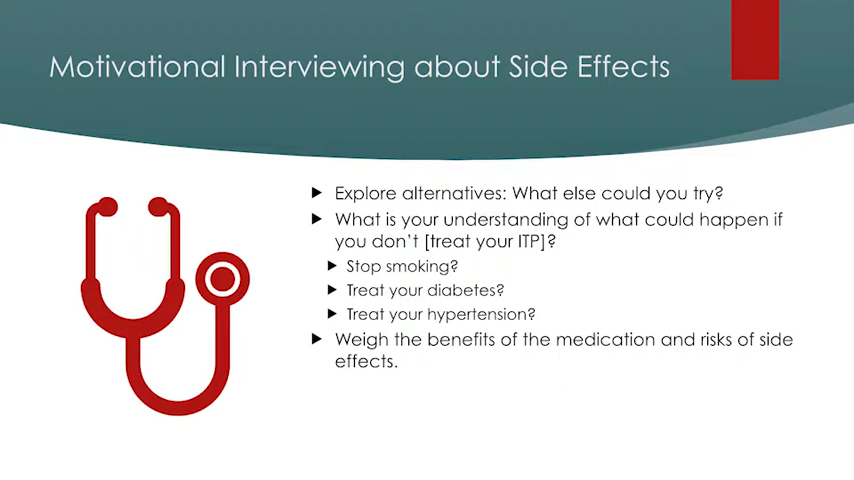 Motivational Interviewing about Side Effects
Explore alternatives: What else could you try?
What is your understanding of what could happen if
you don't [treat your ITP]?
Stop smoking?
Treat your diabetes?
Treat your hypertension?
Weigh the benefits of the medication and risks of side
effects.